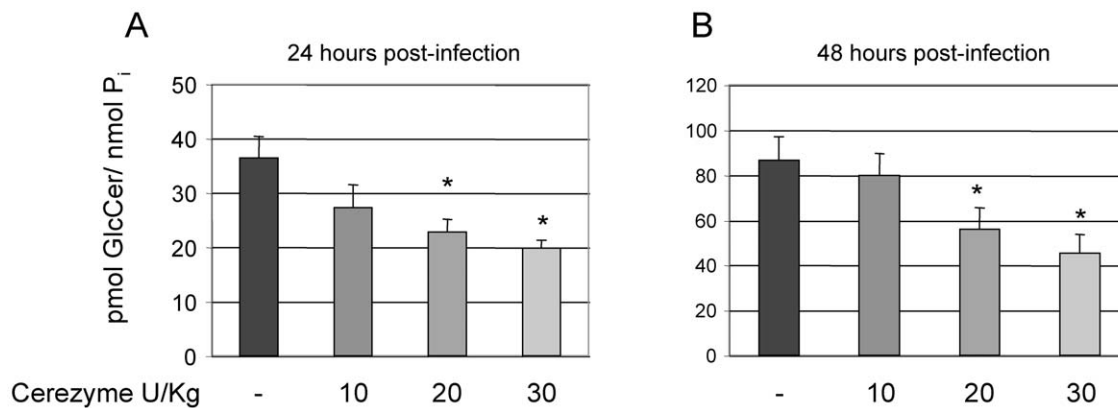 A
B
24 hours post-infection
48 hours post-infection
pmol GlcCer/ nmol Pi
50
40
30
20
10
0
*
*
120
100
80
60
40
20
0
*
*
Cerezyme U/Kg - 10 20 30 - 10 20 30